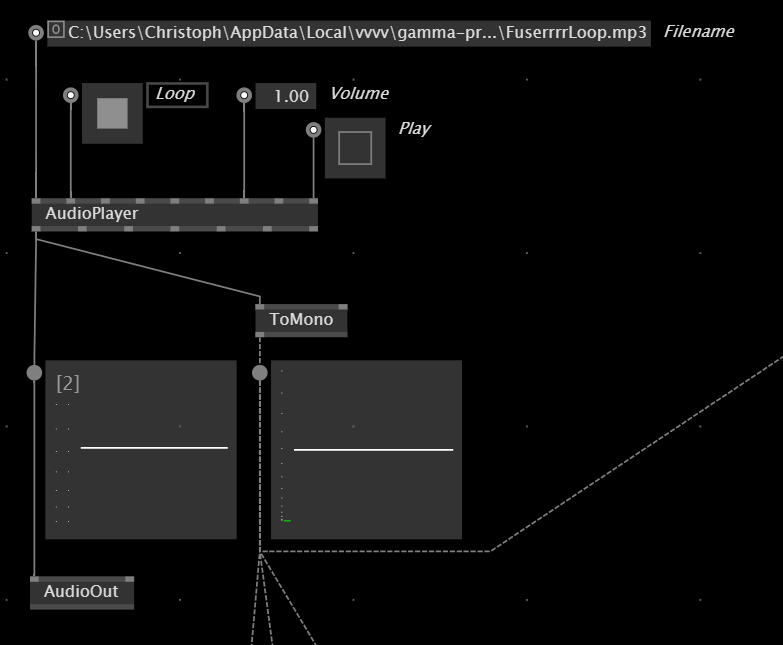 O C:\Users\Christoph\AppData\Local\vvvv\gamma-pr...\FuserrrrLoop.mp3 Filename
Loop
1.00 Volume
Play
AudioPlayer
ToMono
[2]
AudioOut